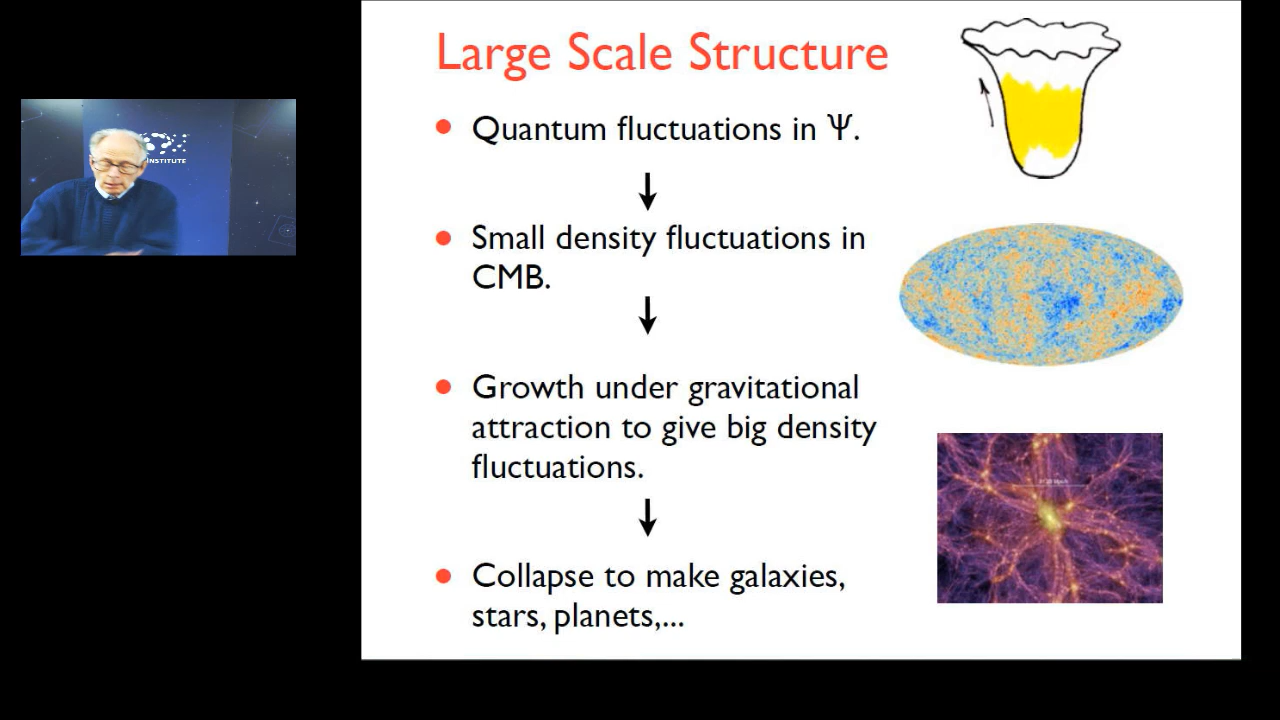 Large Scale Structure
Quantum fluctuations in Ψ.
Small density fluctuations in
CMB.
Growth under gravitational
attraction to give big density
fluctuations.
Collapse to make galaxies,
stars, planets,...
INSTITUTE